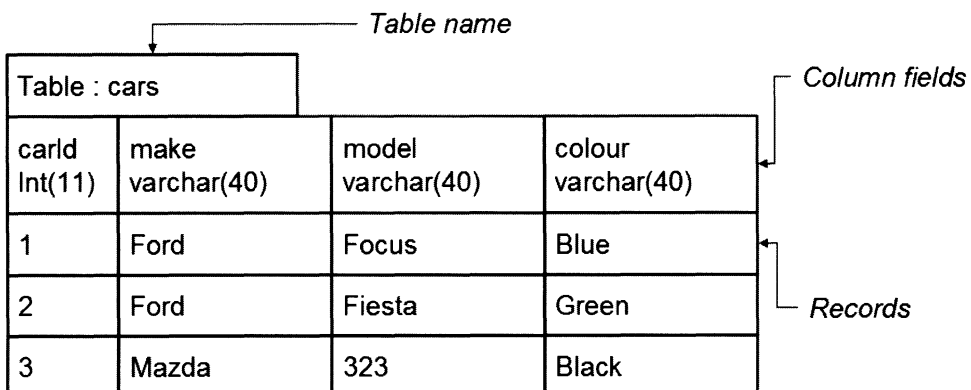 Table name
Table : cars
Column fields
carId make model colour
Int(11) varchar(40) varchar(40) varchar(40)
1 Ford Focus Blue
2 Ford Fiesta Green
Records
3 Mazda 323 Black